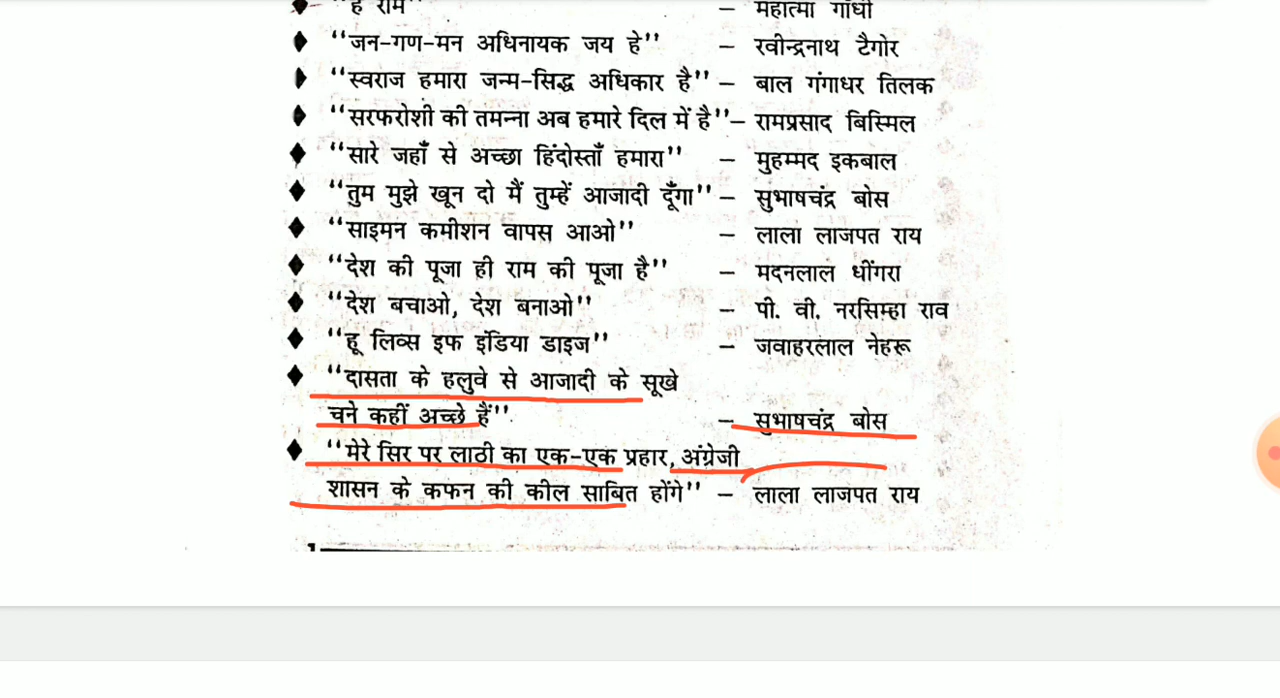 "हे राम" – महात्मा गांधी
"जन-गण-मन अधिनायक जय हे" – रवीन्द्रनाथ टैगोर
"स्वराज हमारा जन्म-सिद्ध अधिकार है" – बाल गंगाधर तिलक
"सरफरोशी की तमन्ना अब हमारे दिल में है" – रामप्रसाद बिस्मिल
"सारे जहाँ से अच्छा हिंदोस्ताँ हमारा" – मुहम्मद इकबाल
"तुम मुझे खून दो मैं तुम्हें आजादी दूँगा" – सुभाषचंद्र बोस
"साइमन कमीशन वापस आओ" – लाला लाजपत राय
"देश की पूजा ही राम की पूजा है" – मदनलाल धींगरा
"देश बचाओ, देश बनाओ" – पी. वी. नरसिम्हा राव
"हू लिव्स इफ इंडिया डाइज" – जवाहरलाल नेहरू
"दासता के हलुवे से आजादी के सूखे
चने कहीं अच्छे हैं". – सुभाषचंद्र बोस
"मेरे सिर पर लाठी का एक-एक प्रहार, अंग्रेजी
शासन के कफन की कील साबित होंगे" – लाला लाजपत राय